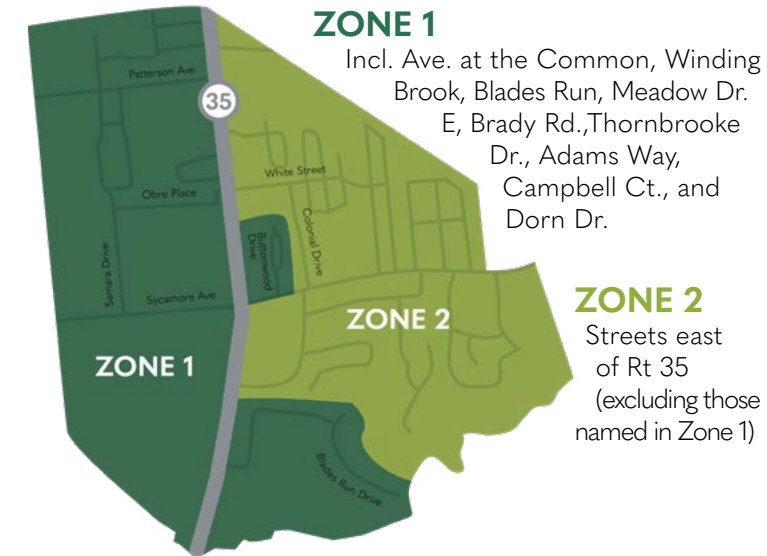 ZONE 1
Incl. Ave. at the Common, Winding
Brook, Blades Run, Meadow Dr.
E, Brady Rd.,Thornbrooke
Dr., Adams Way,
Campbell Ct., and
Dorn Dr.
Patterson Ave
35
White Street
Obre Place
Colonial Drive
Buttonwood
Drive
Samara Drive
Sycamore Ave
ZONE 1
ZONE 2
Blades Run Drive
ZONE 2
Streets east
of Rt 35
(excluding those
named in Zone 1)